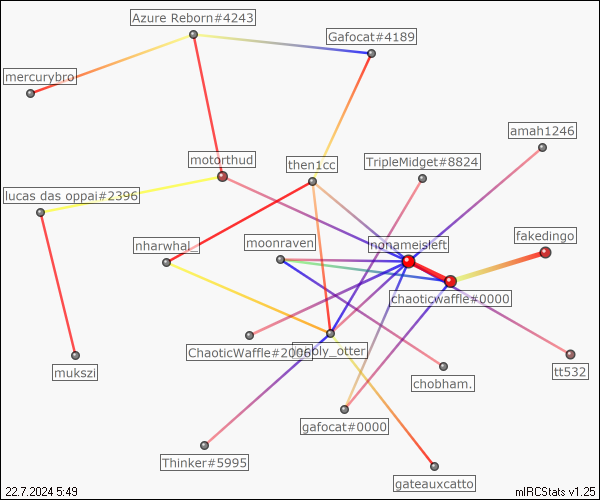 Azure Reborn#4243
Gafocat#4189
mercurybro
amah1246
motorthud
then1cc
TripleMidget#8824
lucas das oppai#2396
fakedingo
nharwhal_
moonraven
nonameisleft
chaoticwaffle#0000
ChaoticWaffle#2006
mukszi
chobham.
tt532
gafocat#0000
Thinker#5995
gateauxcatto
22.7.2024 5:49
mIRCStats v1.25